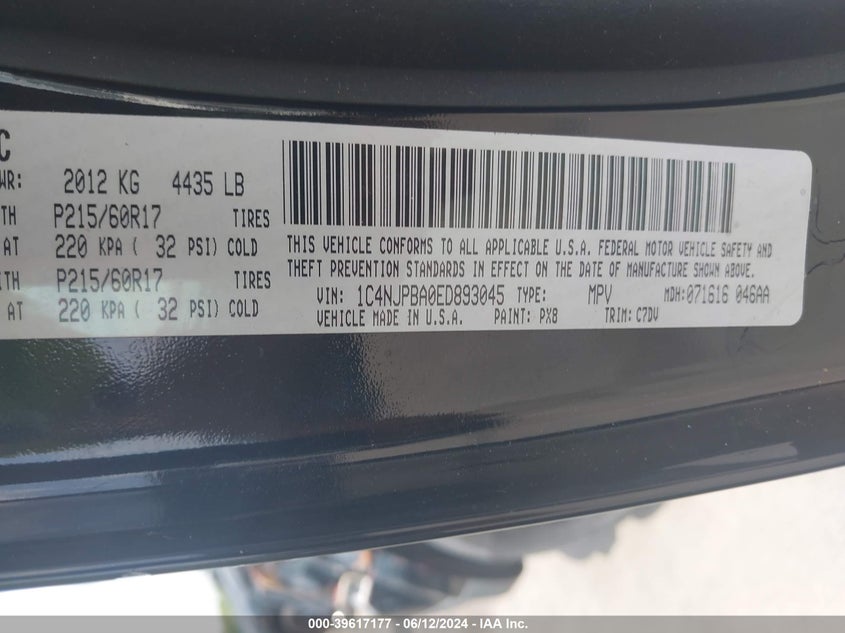 C
WR: 2012 KG 4435 LB
TH P215/60R17 TIRES
AT 220 KPA ( 32 PSI) COLD
ITH P215/60R17 TIRES
AT 220 KPA ( 32 PSI) COLD
THIS VEHICLE CONFORMS TO ALL APPLICABLE U.S.A. FEDERAL MOTOR VEHICLE SAFETY AND
THEFT PREVENTION STANDARDS IN EFFECT ON THE DATE OF MANUFACTURE SHOWN ABOVE.
VIN: 1C4NJPBA0ED893045 TYPE: MPV MDH:071616 046AA
VEHICLE MADE IN U.S.A. PAINT: PX8 TRIM: C7DV
000-39617177 - 06/12/2024 - IAA Inc.